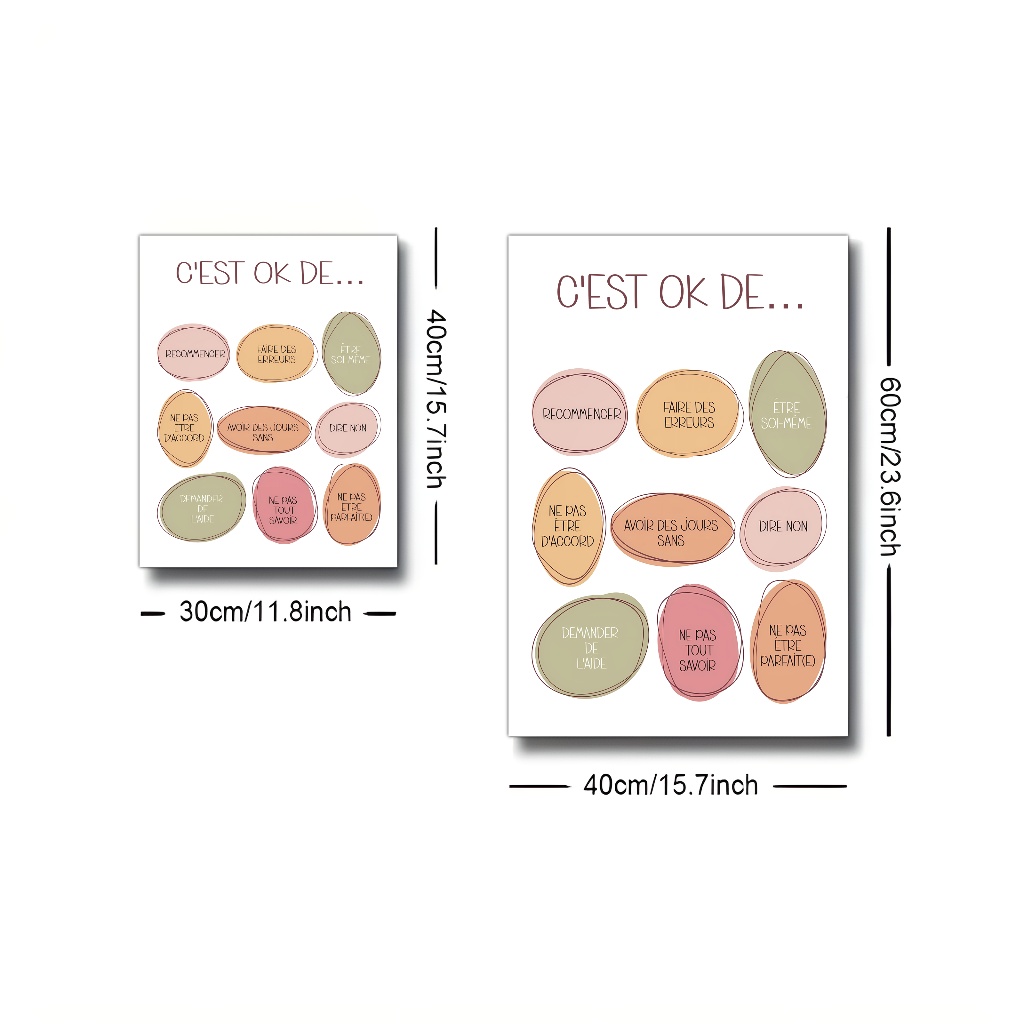 C'EST OK DE...
RECOMMENCER
FAIRE DES
ERREURS
ÊTRE
SOI-MÊME
NE PAS
ETRE
D'ACCORD
AVOIR DES JOURS
SANS
DIRE NON
DEMANDER
DE
L'AIDE
NE PAS
TOUT
SAVOIR
NE PAS
ETRE
PARFAIT(E)
40cm/15.7inch
30cm/11.8inch
C'EST OK DE...
RECOMMENCER
FAIRE DES
ERREURS
ÊTRE
SOI-MÊME
NE PAS
ÊTRE
D'ACCORD
AVOIR DES JOURS
SANS
DIRE NON
DEMANDER
DE
L'AIDE
NE PAS
TOUT
SAVOIR
NE PAS
ETRE
PARFAIT(E)
60cm/23.6inch
40cm/15.7inch